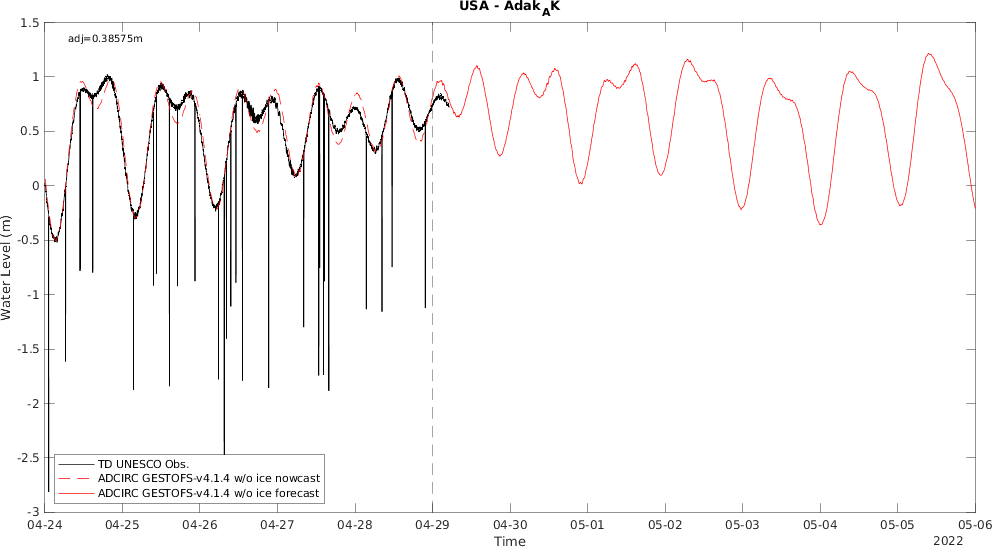 USA - Adak_AK
1.5
adj=0.38575m
1
0.5
0
-0.5
-1
-1.5
-2
-2.5
-3
Water Level (m)
TD UNESCO Obs.
ADCIRC GESTOFS-v4.1.4 w/o ice nowcast
ADCIRC GESTOFS-v4.1.4 w/o ice forecast
04-24 04-25 04-26 04-27 04-28 04-29 04-30 05-01 05-02 05-03 05-04 05-05 05-06
Time
2022